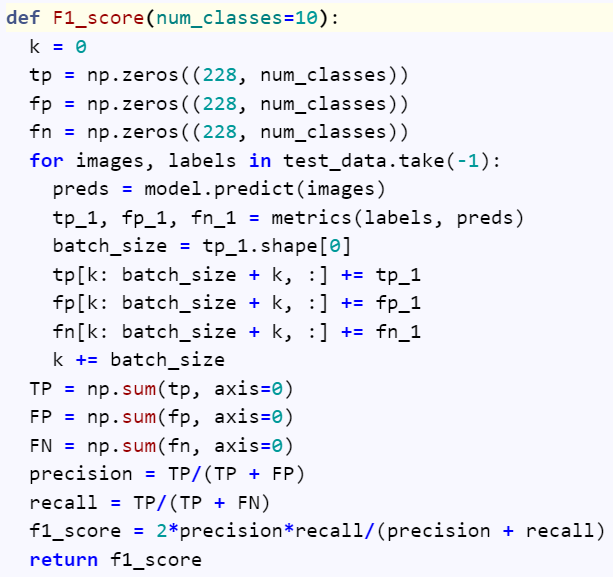 def F1_score(num_classes=10):
  k = 0
  tp = np.zeros((228, num_classes))
  fp = np.zeros((228, num_classes))
  fn = np.zeros((228, num_classes))
  for images, labels in test_data.take(-1):
    preds = model.predict(images)
    tp_1, fp_1, fn_1 = metrics(labels, preds)
    batch_size = tp_1.shape[0]
    tp[k: batch_size + k, :] += tp_1
    fp[k: batch_size + k, :] += fp_1
    fn[k: batch_size + k, :] += fn_1
    k += batch_size
  TP = np.sum(tp, axis=0)
  FP = np.sum(fp, axis=0)
  FN = np.sum(fn, axis=0)
  precision = TP/(TP + FP)
  recall = TP/(TP + FN)
  f1_score = 2*precision*recall/(precision + recall)
  return f1_score